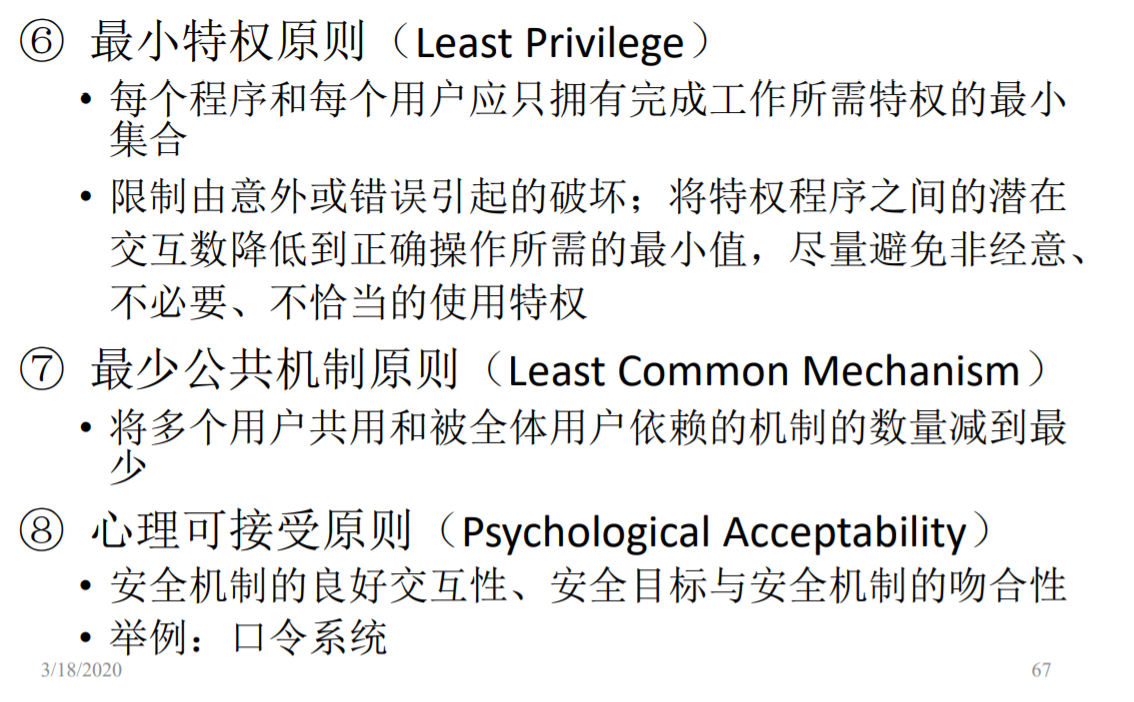 ⑥ 最小特权原则（Least Privilege）
• 每个程序和每个用户应只拥有完成工作所需特权的最小
集合
• 限制由意外或错误引起的破坏；将特权程序之间的潜在
交互数降低到正确操作所需的最小值，尽量避免非经意、
不必要、不恰当的使用特权
⑦ 最少公共机制原则（Least Common Mechanism）
• 将多个用户共用和被全体用户依赖的机制的数量减到最
少
⑧ 心理可接受原则（Psychological Acceptability）
• 安全机制的良好交互性、安全目标与安全机制的吻合性
• 举例：口令系统
3/18/2020 67